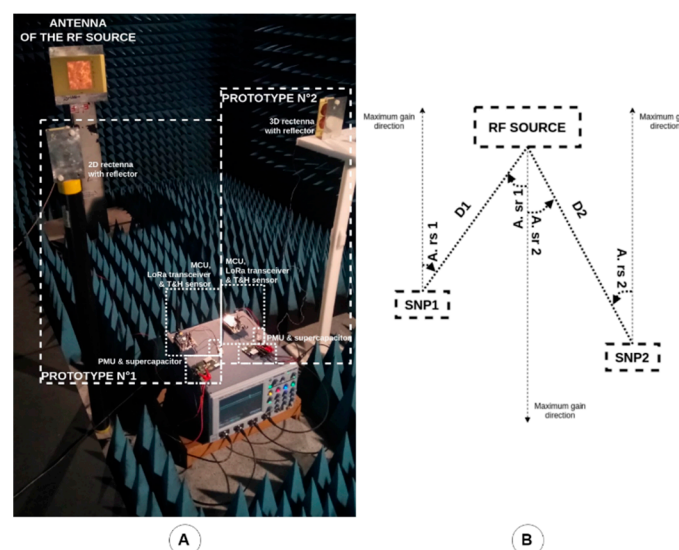 ANTENNA
OF THE RF SOURCE
PROTOTYPE N°2
3D rectenna
with reflector
2D rectenna
with reflector
MCU,
LoRa transceiver
& T&H sensor
MCU,
LoRa transceiver
& T&H sensor
PMU & supercapacitor
PMU & supercapacitor
PROTOTYPE N°1
A
Maximum gain
direction
RF SOURCE
Maximum gain
direction
D1
A. sr 1
A. sr 2
D2
A. rs 1
A. rs 2
SNP1
SNP2
Maximum gain
direction
B